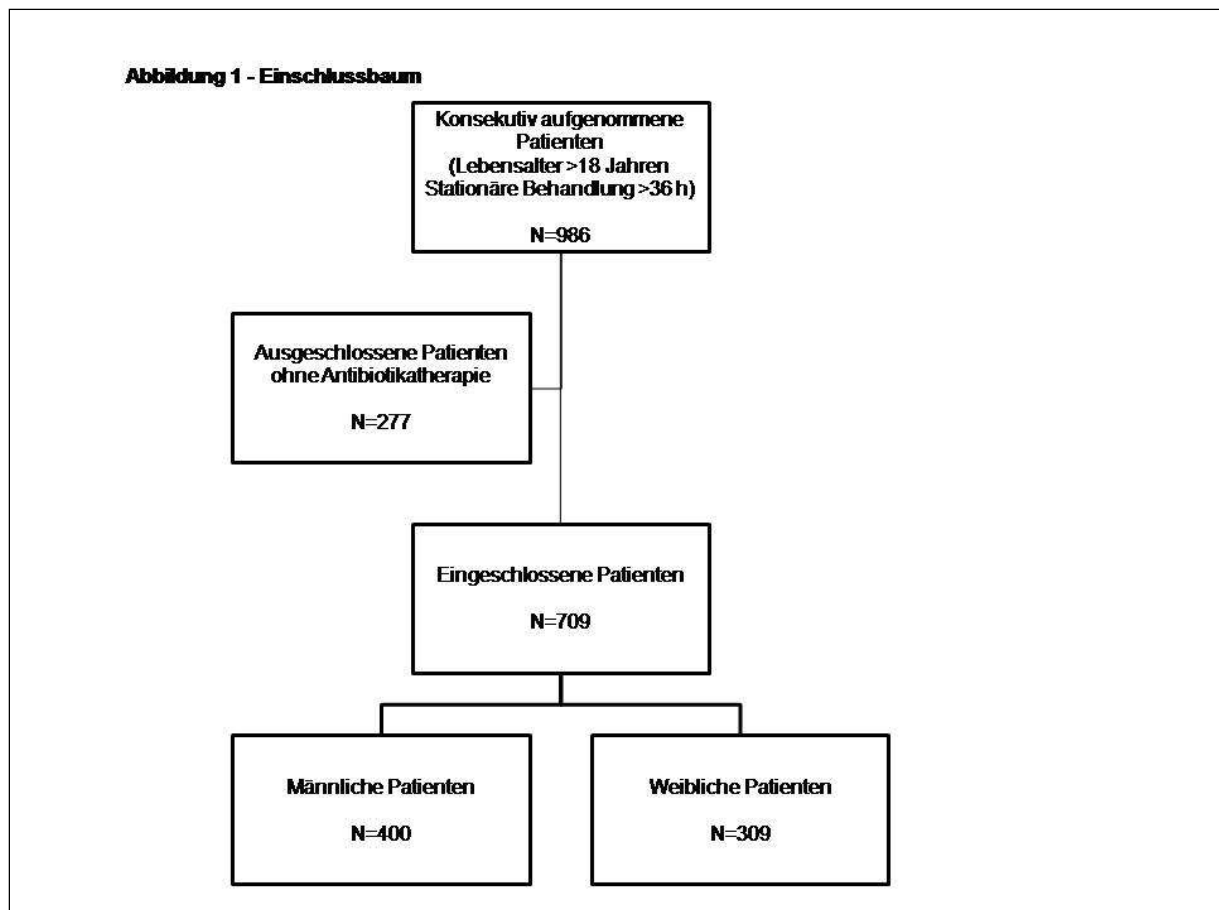 Abbildung 1 - Einschlussbaum
Konsekutiv aufgenommene
Patienten
(Lebensalter >18 Jahren
Stationäre Behandlung >36 h)
N=986
Ausgeschlossene Patienten
ohne Antibiotikatherapie
N=277
Eingeschlossene Patienten
N=709
Männliche Patienten
N=400
Weibliche Patienten
N=309